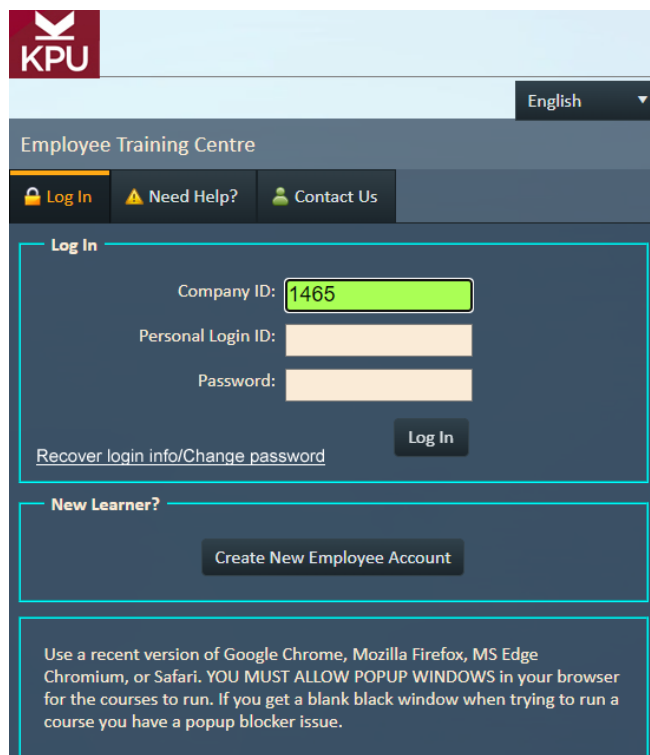 KPU
English
Employee Training Centre
Log In
Need Help?
Contact Us
Log In
Company ID: 1465
Personal Login ID:
Password:
Log In
Recover login info/Change password
New Learner?
Create New Employee Account
Use a recent version of Google Chrome, Mozilla Firefox, MS Edge
Chromium, or Safari. YOU MUST ALLOW POPUP WINDOWS in your browser
for the courses to run. If you get a blank black window when trying to run a
course you have a popup blocker issue.